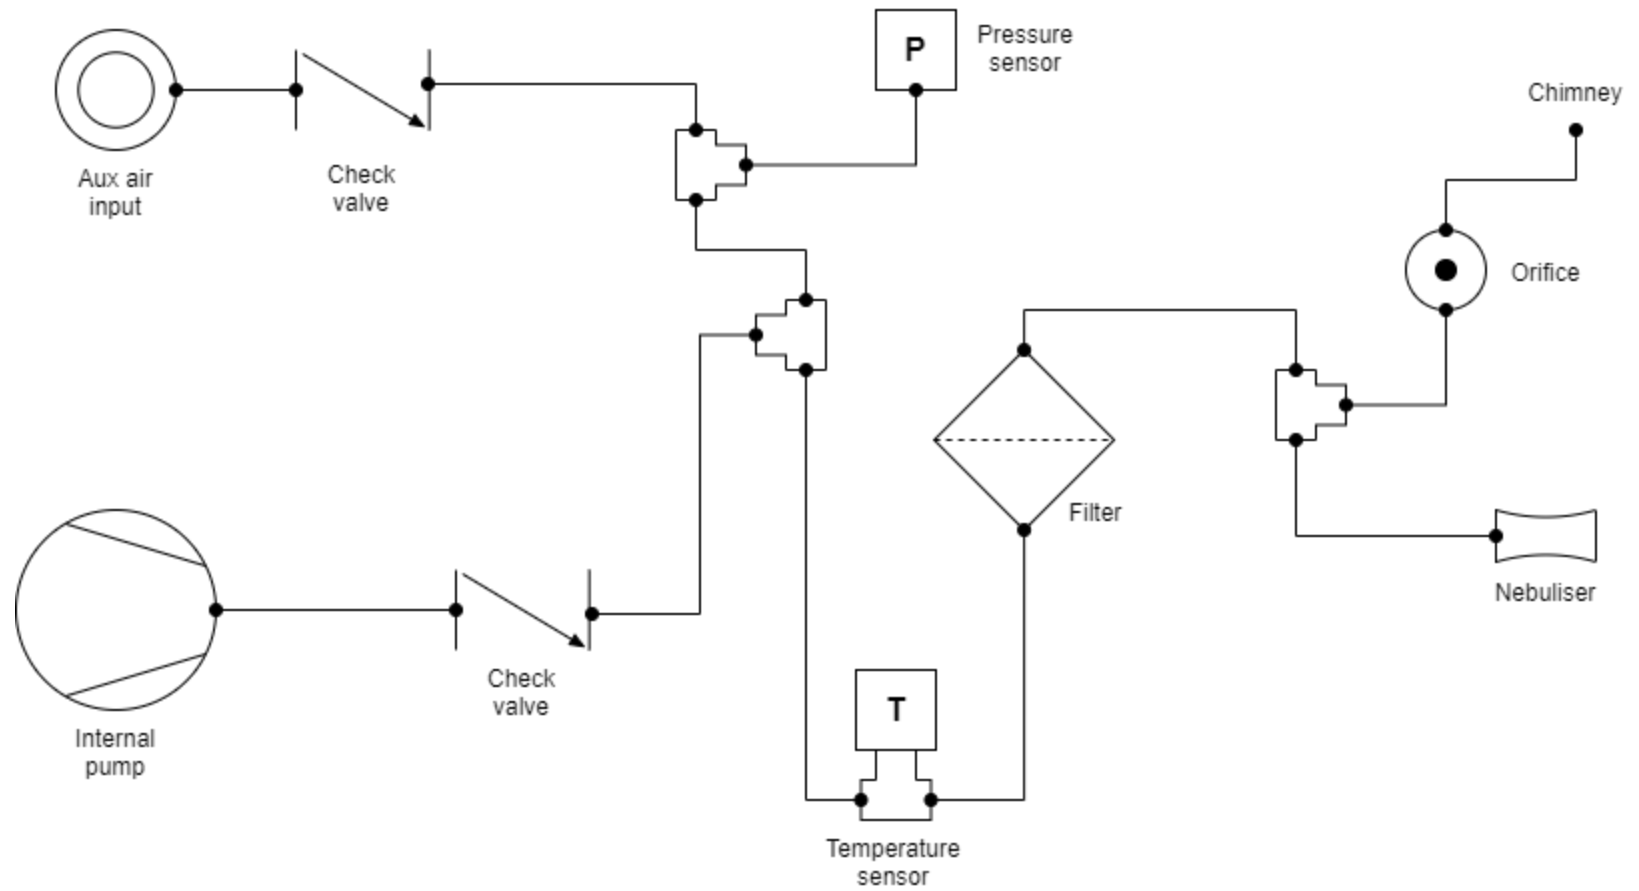 P
Pressure
sensor
Chimney
Aux air
input
Check
valve
Orifice
Filter
Nebuliser
Check
valve
T
Internal
pump
Temperature
sensor